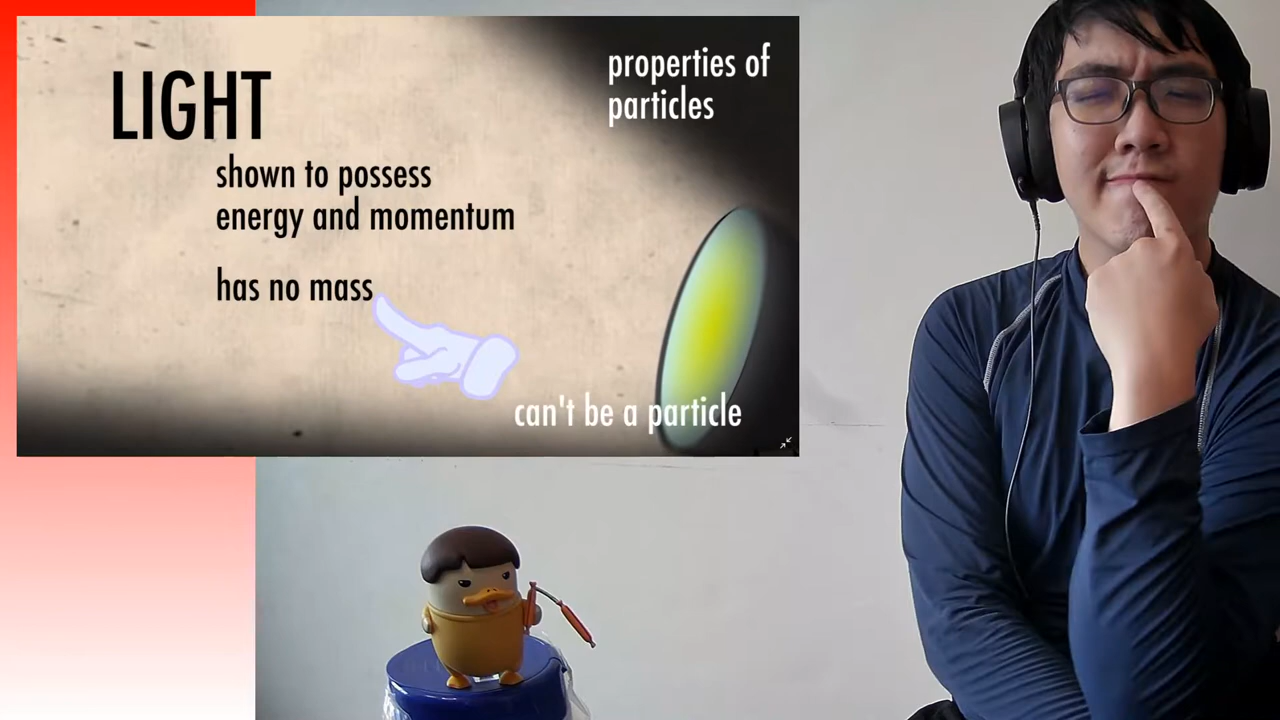 LIGHT
shown to possess
energy and momentum
has no mass
properties of
particles
can't be a particle